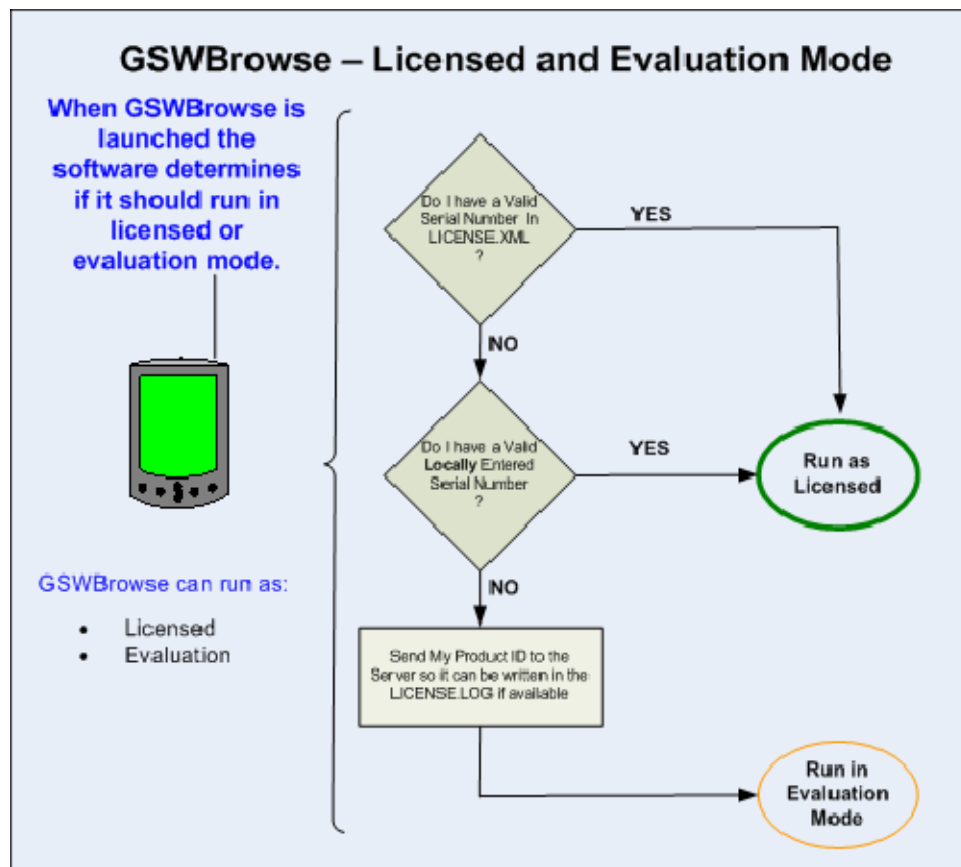 GSWBrowse – Licensed and Evaluation Mode
When GSWBrowse is
launched the
software determines
if it should run in
licensed or
evaluation mode.
GSWBrowse can run as:
• Licensed
• Evaluation
Do I have a Valid
Serial Number In
LICENSE.XML
?
YES
NO
Do I have a Valid
Locally Entered
Serial Number
?
YES
Run as
Licensed
NO
Send My Product ID to the
Server so it can be written in the
LICENSE.LOG if available
Run in
Evaluation
Mode